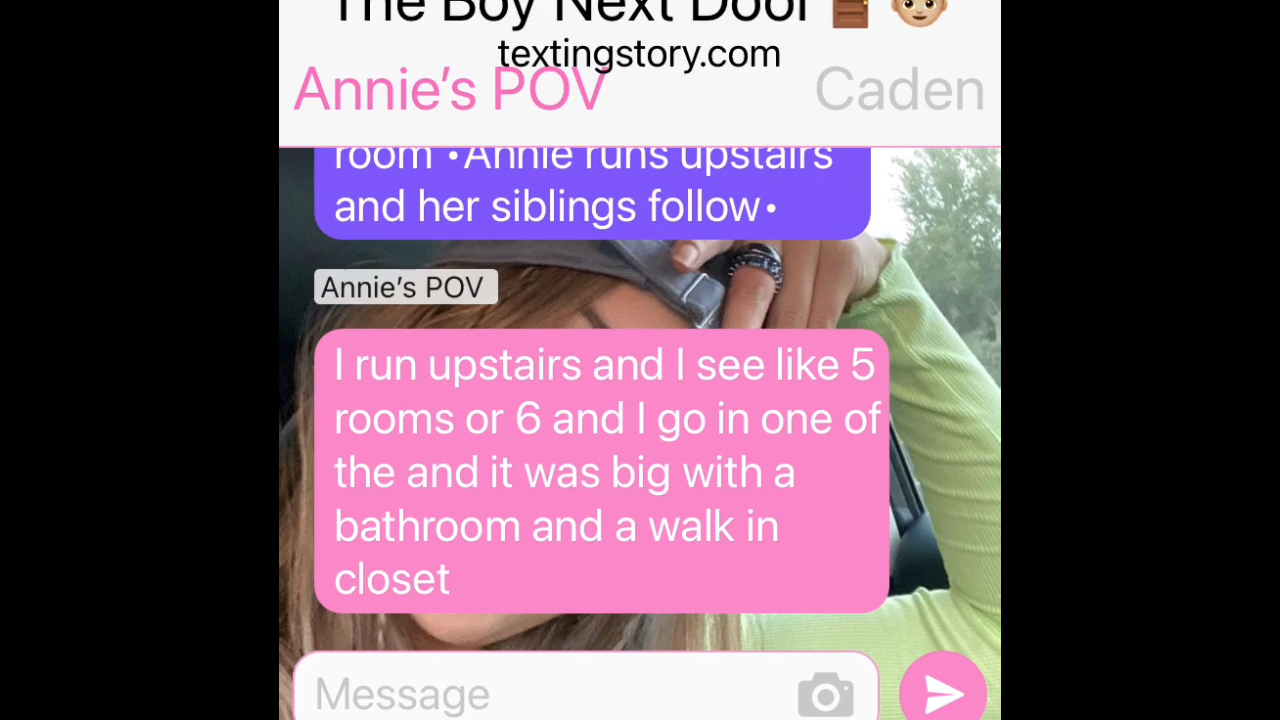 The Boy Next Door 🚪👦🏼
textingstory.com
Annie’s POV
Caden
room •Annie runs upstairs
and her siblings follow•
Annie’s POV
I run upstairs and I see like 5
rooms or 6 and I go in one of
the and it was big with a
bathroom and a walk in
closet
Message